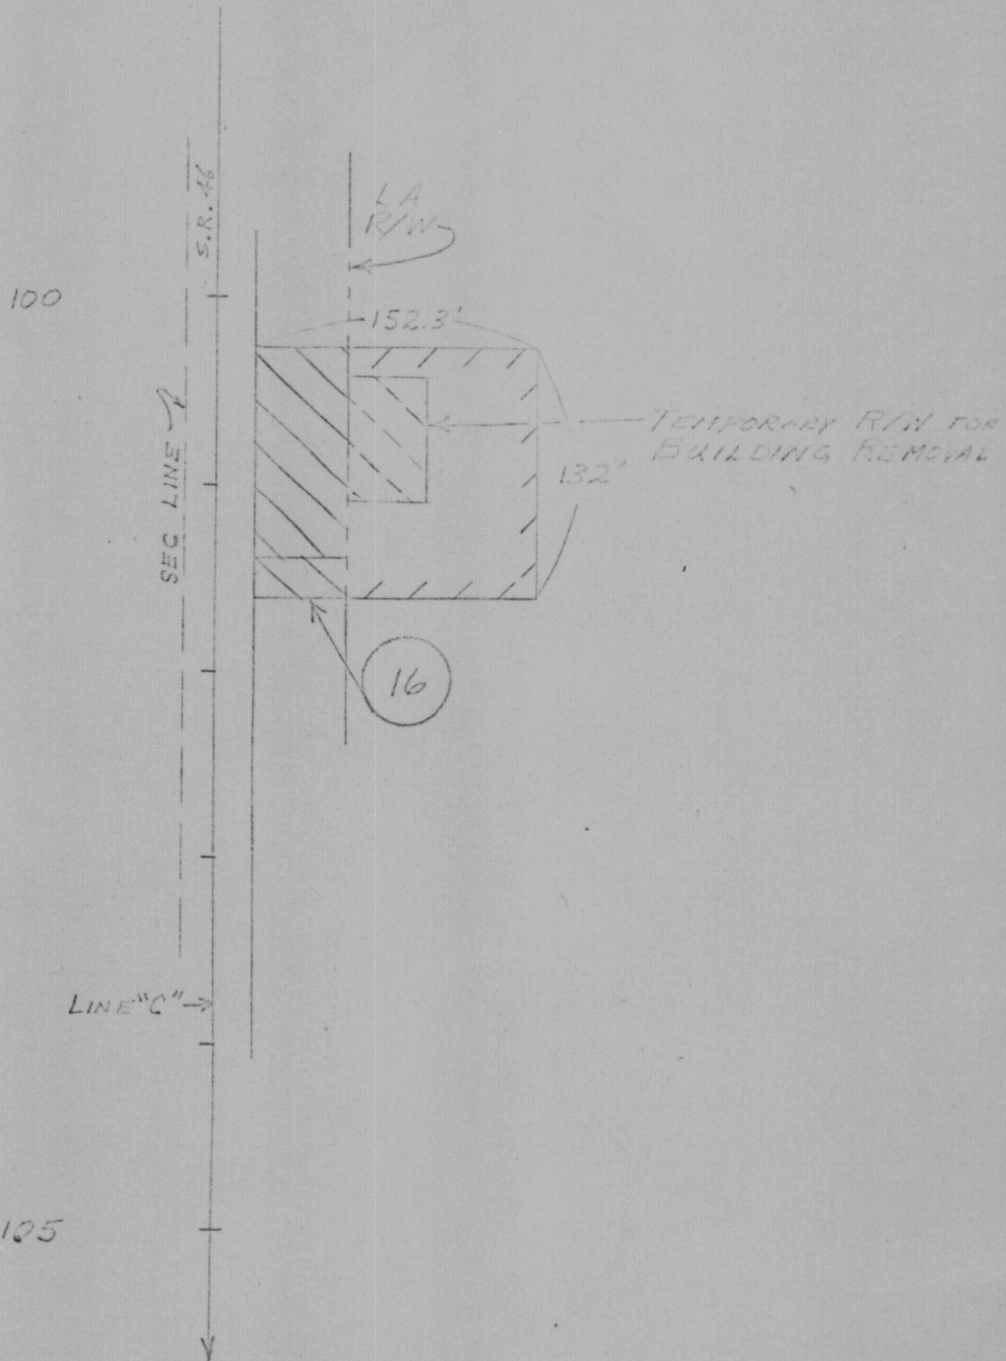 S.R. 46
LA
R/W
100
152.3'
TEMPORARY R/W FOR
BUILDING REMOVAL
132'
SEC LINE
16
LINE "C"
105